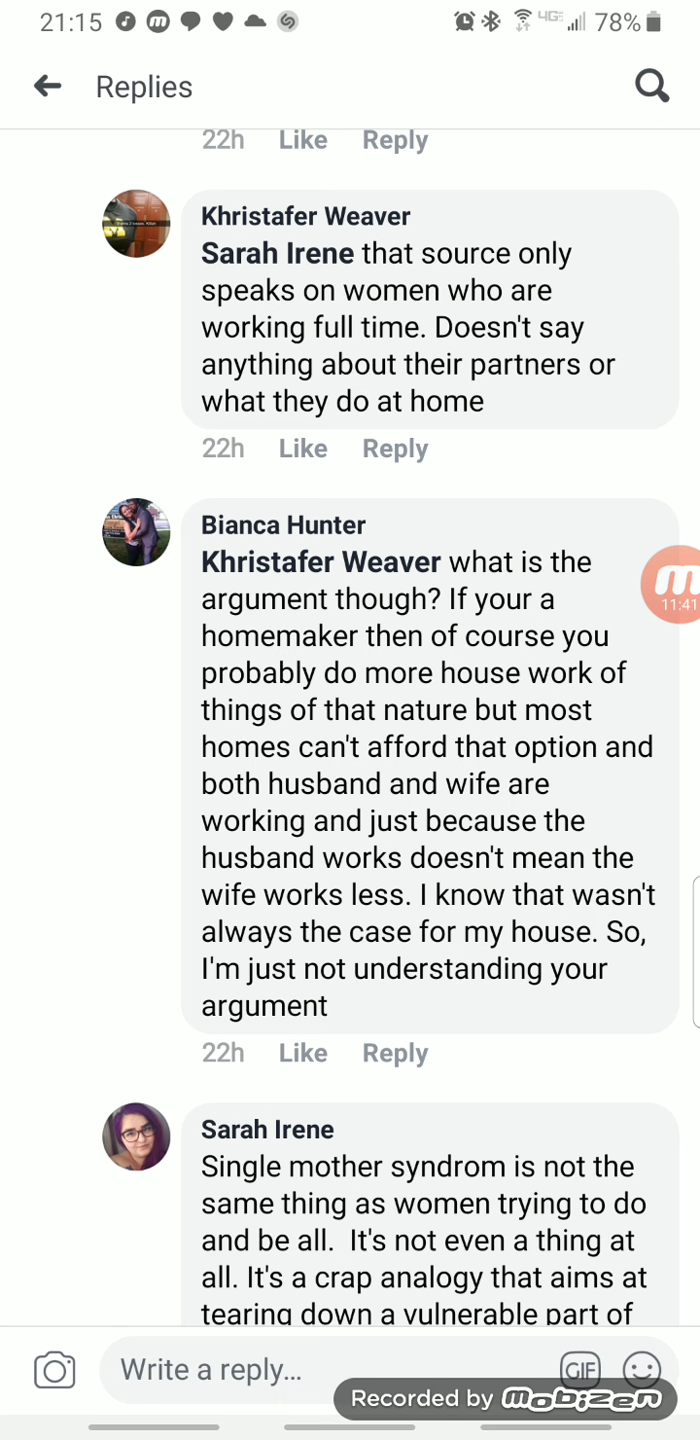 21:15
4GE 78%
Replies
22h Like Reply
Khristafer Weaver
Sarah Irene that source only
speaks on women who are
working full time. Doesn't say
anything about their partners or
what they do at home
22h Like Reply
Bianca Hunter
Khristafer Weaver what is the
argument though? If your a
homemaker then of course you
probably do more house work of
things of that nature but most
homes can't afford that option and
both husband and wife are
working and just because the
husband works doesn't mean the
wife works less. I know that wasn't
always the case for my house. So,
I'm just not understanding your
argument
11:41
22h Like Reply
Sarah Irene
Single mother syndrom is not the
same thing as women trying to do
and be all. It's not even a thing at
all. It's a crap analogy that aims at
tearing down a vulnerable part of
Write a reply...
GIF
Recorded by mobizen